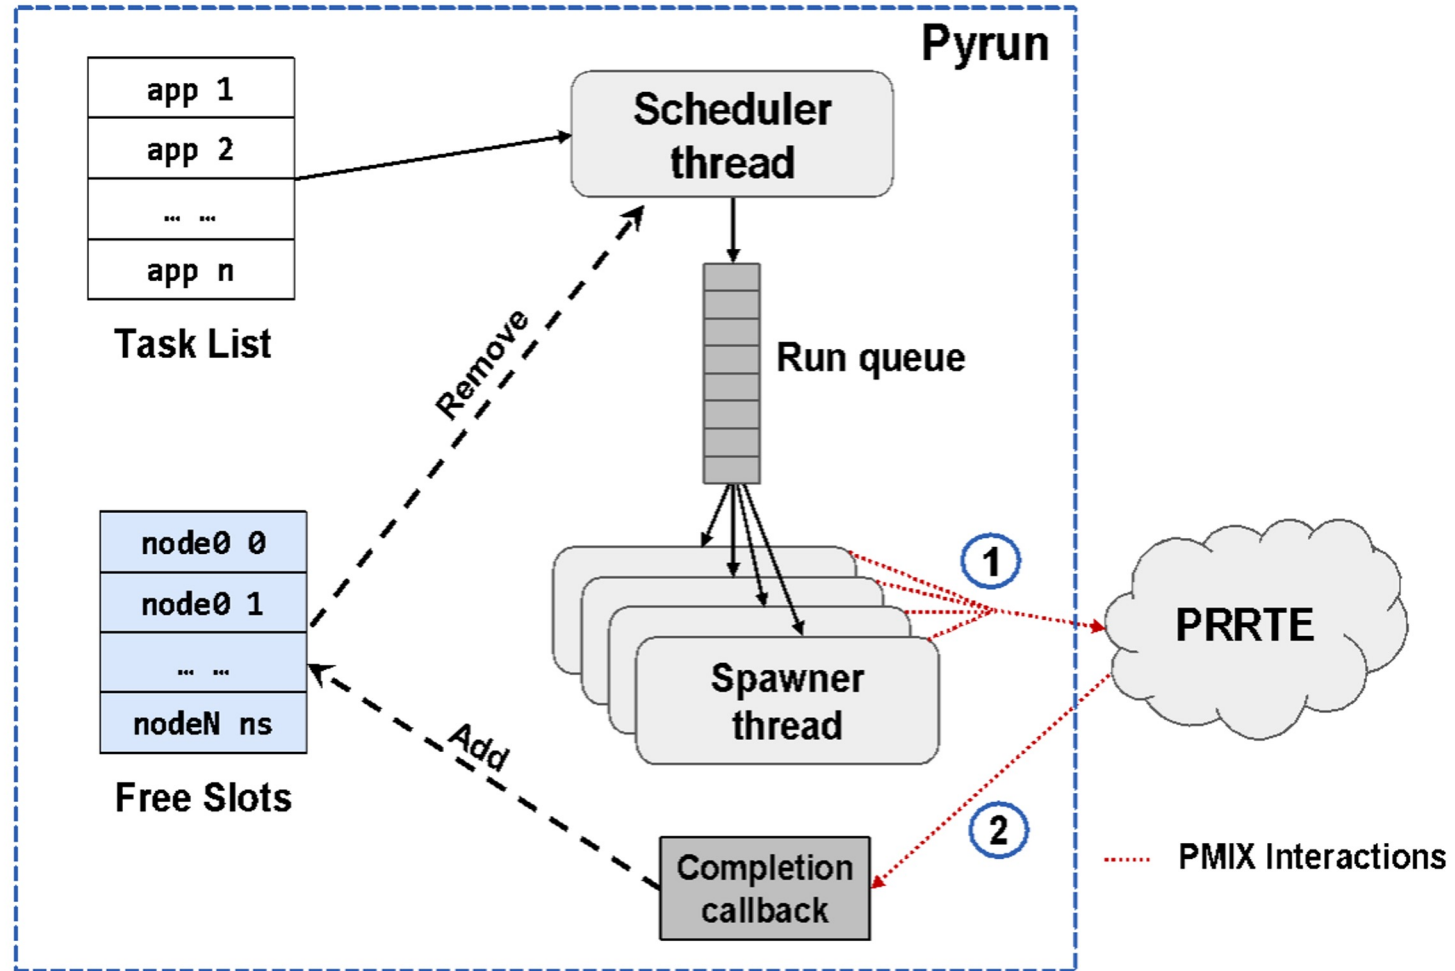 Pyrun
app 1
app 2
… …
app n
Task List
Scheduler
thread
Remove
Run queue
node0 0
node0 1
… …
nodeN ns
Free Slots
Add
Spawner
thread
1
PRRTE
2
Completion
callback
PMIX Interactions